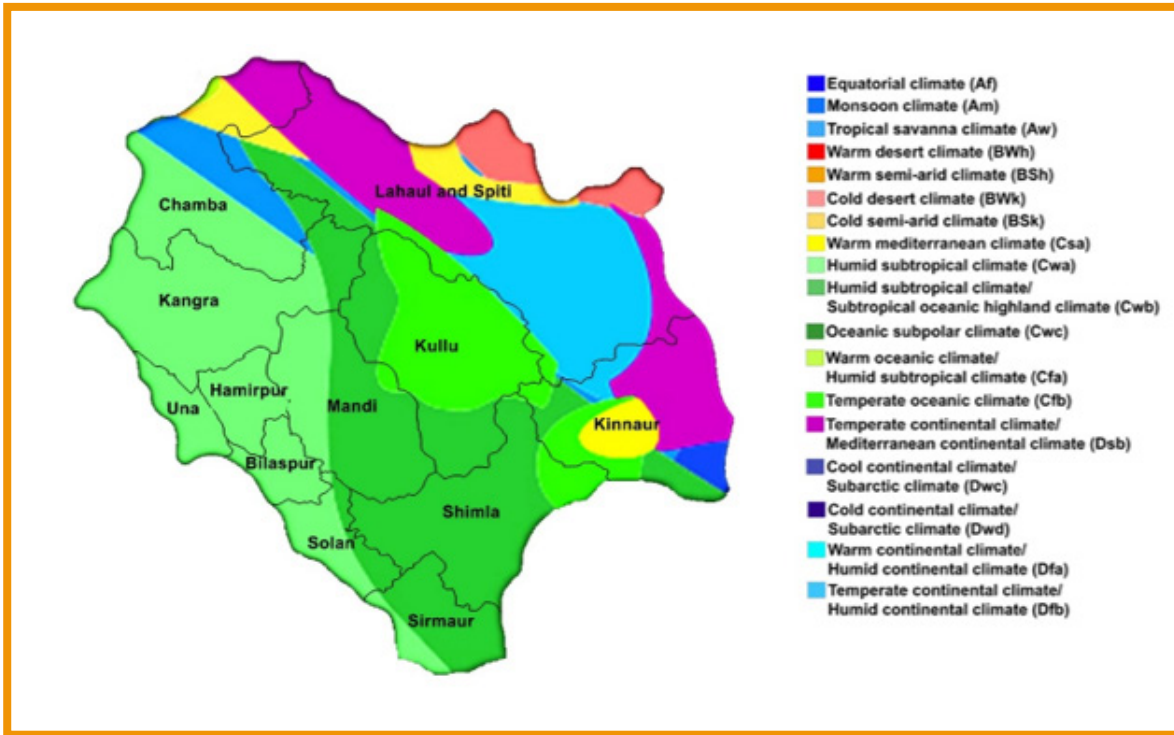 Chamba
Lahaul and Spiti
Kangra
Kullu
Hamirpur
Una
Mandi
Kinnaur
Bilaspur
Shimla
Solan
Sirmaur
Equatorial climate (Af)
Monsoon climate (Am)
Tropical savanna climate (Aw)
Warm desert climate (BWh)
Warm semi-arid climate (BSh)
Cold desert climate (BWk)
Cold semi-arid climate (BSk)
Warm mediterranean climate (Csa)
Humid subtropical climate (Cwa)
Humid subtropical climate/
Subtropical oceanic highland climate (Cwb)
Oceanic subpolar climate (Cwc)
Warm oceanic climate/
Humid subtropical climate (Cfa)
Temperate oceanic climate (Cfb)
Temperate continental climate/
Mediterranean continental climate (Dsb)
Cool continental climate/
Subarctic climate (Dwc)
Cold continental climate/
Subarctic climate (Dwd)
Warm continental climate/
Humid continental climate (Dfa)
Temperate continental climate/
Humid continental climate (Dfb)